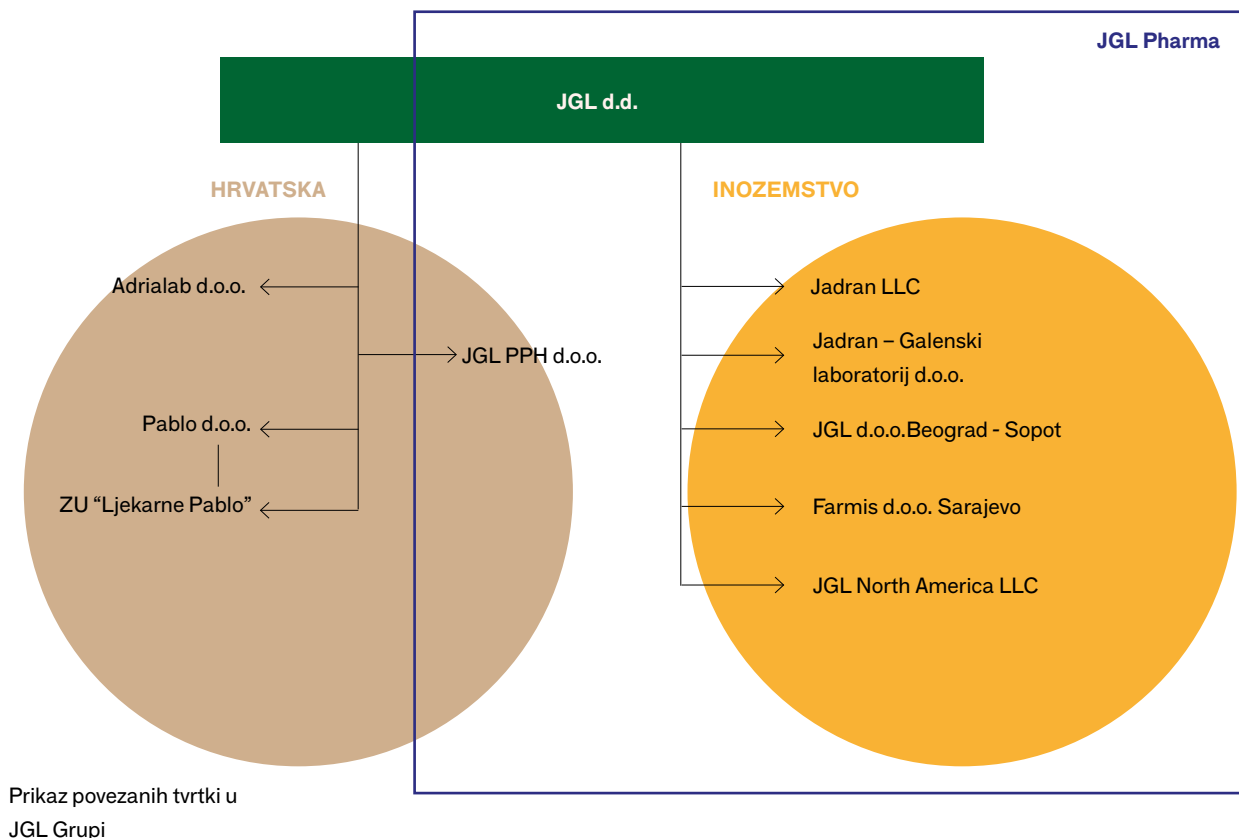 JGL Pharma
JGL d.d.
HRVATSKA
INOZEMSTVO
Adrialab d.o.o.
JGL PPH d.o.o.
Pablo d.o.o.
ZU “Ljekarne Pablo”
Jadran LLC
Jadran – Galenski
laboratorij d.o.o.
JGL d.o.o.Beograd - Sopot
Farmis d.o.o. Sarajevo
JGL North America LLC
Prikaz povezanih tvrtki u
JGL Grupi